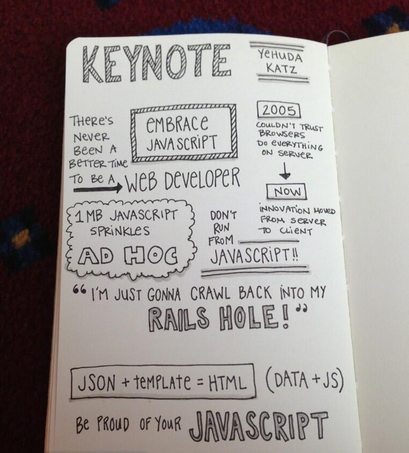 KEYNOTE
YEHUDA
KATZ
THERE'S
NEVER
BEEN A
BETTER TIME
TO BE A
WEB DEVELOPER
EMBRACE
JAVASCRIPT
2005
COULDN'T TRUST
BROWSERS
DO EVERYTHING
ON SERVER
NOW
INNOVATION MOVED
FROM SERVER
TO CLIENT
1 MB JAVASCRIPT
SPRINKLES
AD HOC
DON'T
RUN
FROM
JAVASCRIPT!!
“I'M JUST GONNA CRAWL BACK INTO MY
RAILS HOLE!”
JSON + template = HTML (DATA + JS)
Be PROUD OF YOUR JAVASCRIPT